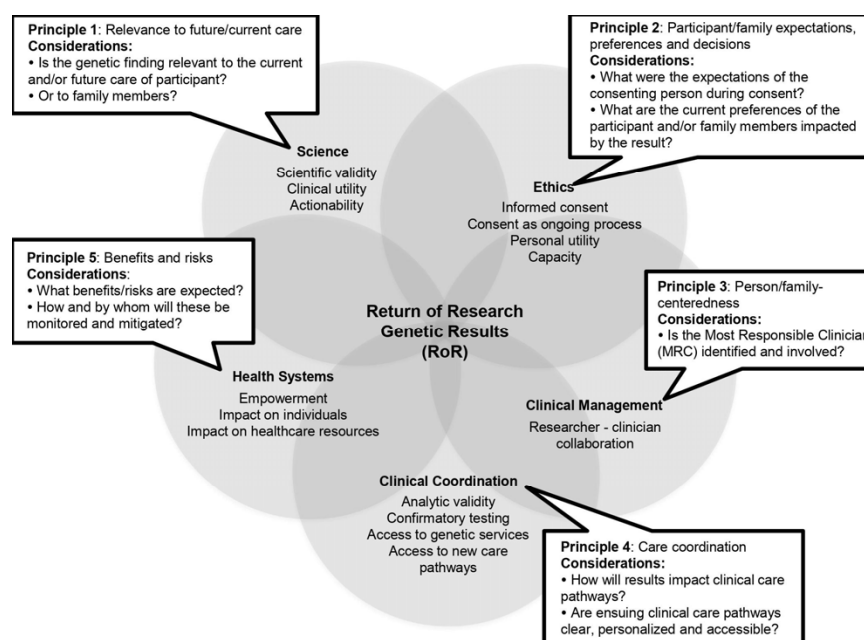 Principle 1: Relevance to future/current care
Considerations:
• Is the genetic finding relevant to the current
and/or future care of participant?
• Or to family members?
Principle 2: Participant/family expectations,
preferences and decisions
Considerations:
• What were the expectations of the
consenting person during consent?
• What are the current preferences of the
participant and/or family members impacted
by the result?
Science
Scientific validity
Clinical utility
Actionability
Ethics
Informed consent
Consent as ongoing process
Personal utility
Capacity
Principle 5: Benefits and risks
Considerations:
• What benefits/risks are expected?
• How and by whom will these be
monitored and mitigated?
Principle 3: Person/family-
centeredness
Considerations:
• Is the Most Responsible Clinician
(MRC) identified and involved?
Return of Research
Genetic Results
(RoR)
Health Systems
Empowerment
Impact on individuals
Impact on healthcare resources
Clinical Management
Researcher - clinician
collaboration
Clinical Coordination
Analytic validity
Confirmatory testing
Access to genetic services
Access to new care
pathways
Principle 4: Care coordination
Considerations:
• How will results impact clinical care
pathways?
• Are ensuing clinical care pathways
clear, personalized and accessible?